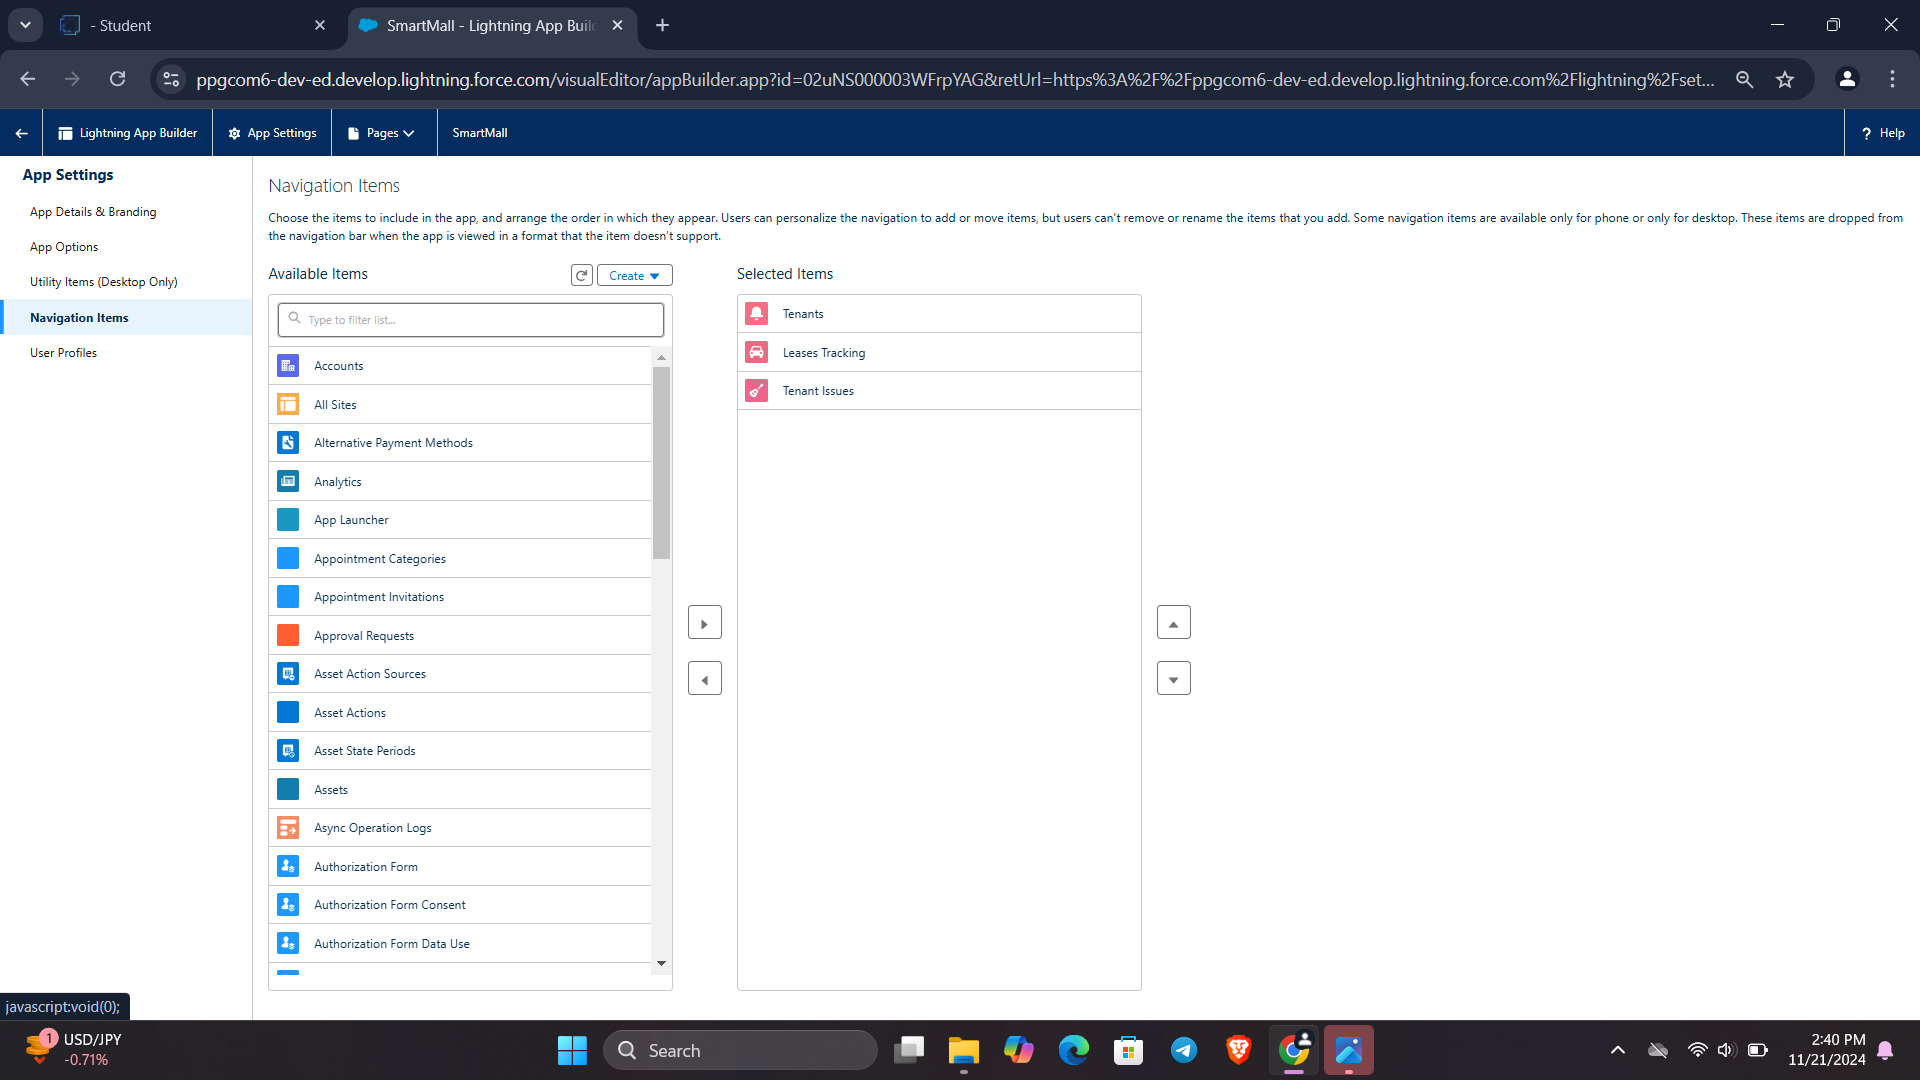 - Student
SmartMall - Lightning App Buil
ppgcom6-dev-ed.develop.lightning.force.com/visualEditor/appBuilder.app?id=02uNS000003WFrpYAG&retUrl=https%3A%2F%2Fppgcom6-dev-ed.develop.lightning.force.com%2Flightning%2Fset...
Lightning App Builder
App Settings
Pages
SmartMall
? Help
App Settings
App Details & Branding
App Options
Utility Items (Desktop Only)
Navigation Items
User Profiles
Navigation Items
Choose the items to include in the app, and arrange the order in which they appear. Users can personalize the navigation to add or move items, but users can't remove or rename the items that you add. Some navigation items are available only for phone or only for desktop. These items are dropped from
the navigation bar when the app is viewed in a format that the item doesn't support.
Available Items
Create
Type to filter list...
Accounts
All Sites
Alternative Payment Methods
Analytics
App Launcher
Appointment Categories
Appointment Invitations
Approval Requests
Asset Action Sources
Asset Actions
Asset State Periods
Assets
Async Operation Logs
Authorization Form
Authorization Form Consent
Authorization Form Data Use
Selected Items
Tenants
Leases Tracking
Tenant Issues
javascript:void(0);
1
USD/JPY
-0.71%
Search
2:40 PM
11/21/2024